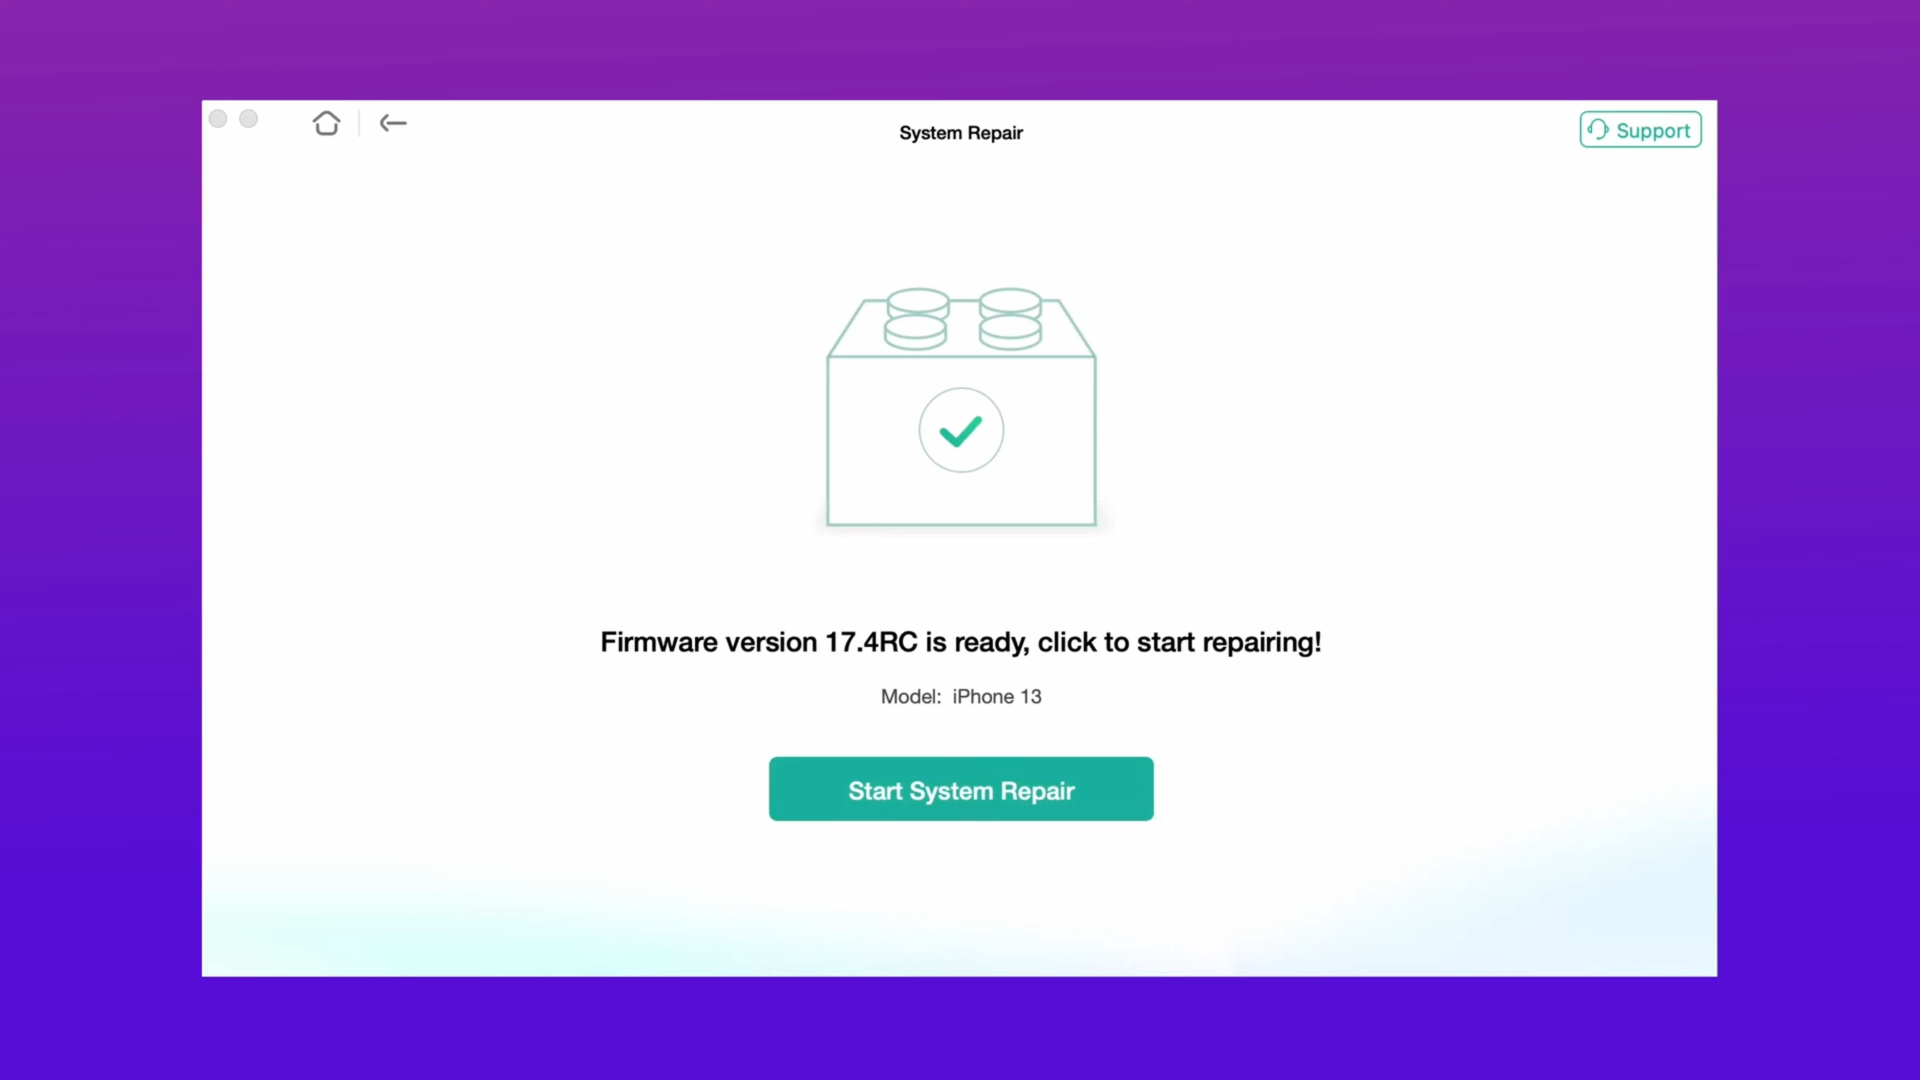 System Repair
Support
Firmware version 17.4RC is ready, click to start repairing!
Model: iPhone 13
Start System Repair